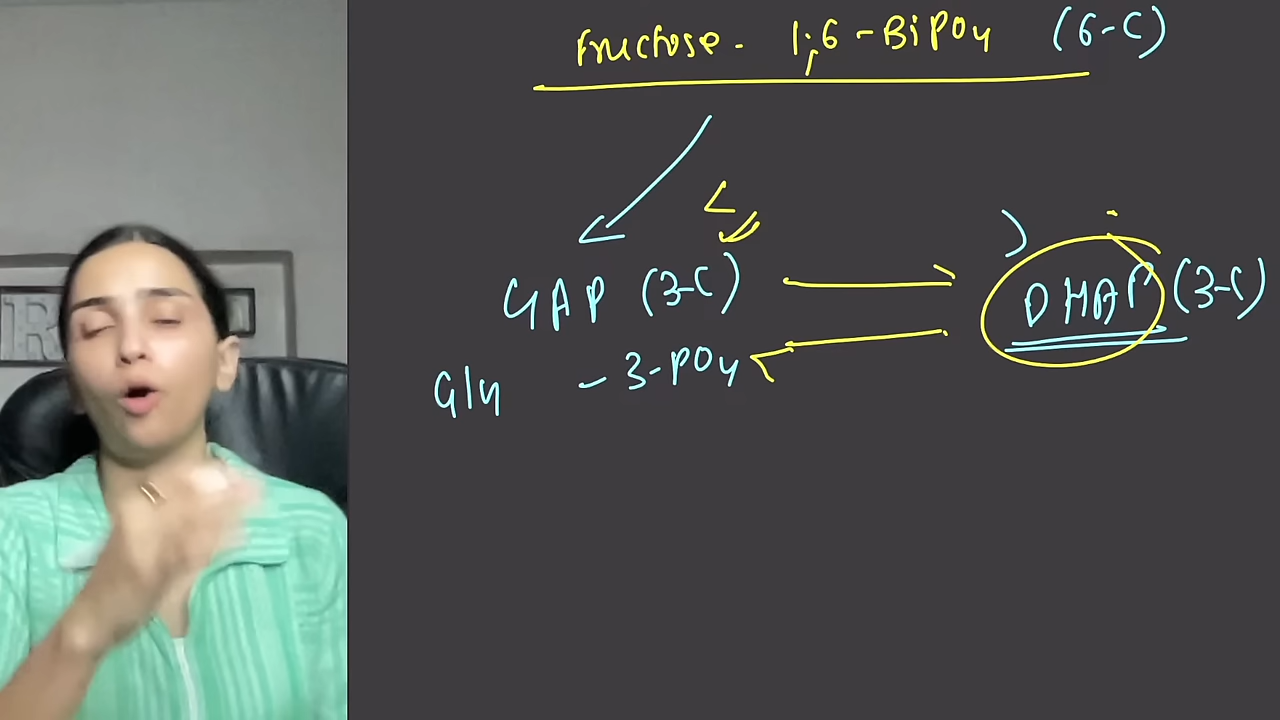 Fructose - 1,6-BiPO4 (6-C)
GAP (3-C) DHAP (3-C)
Gly - 3-PO4
R